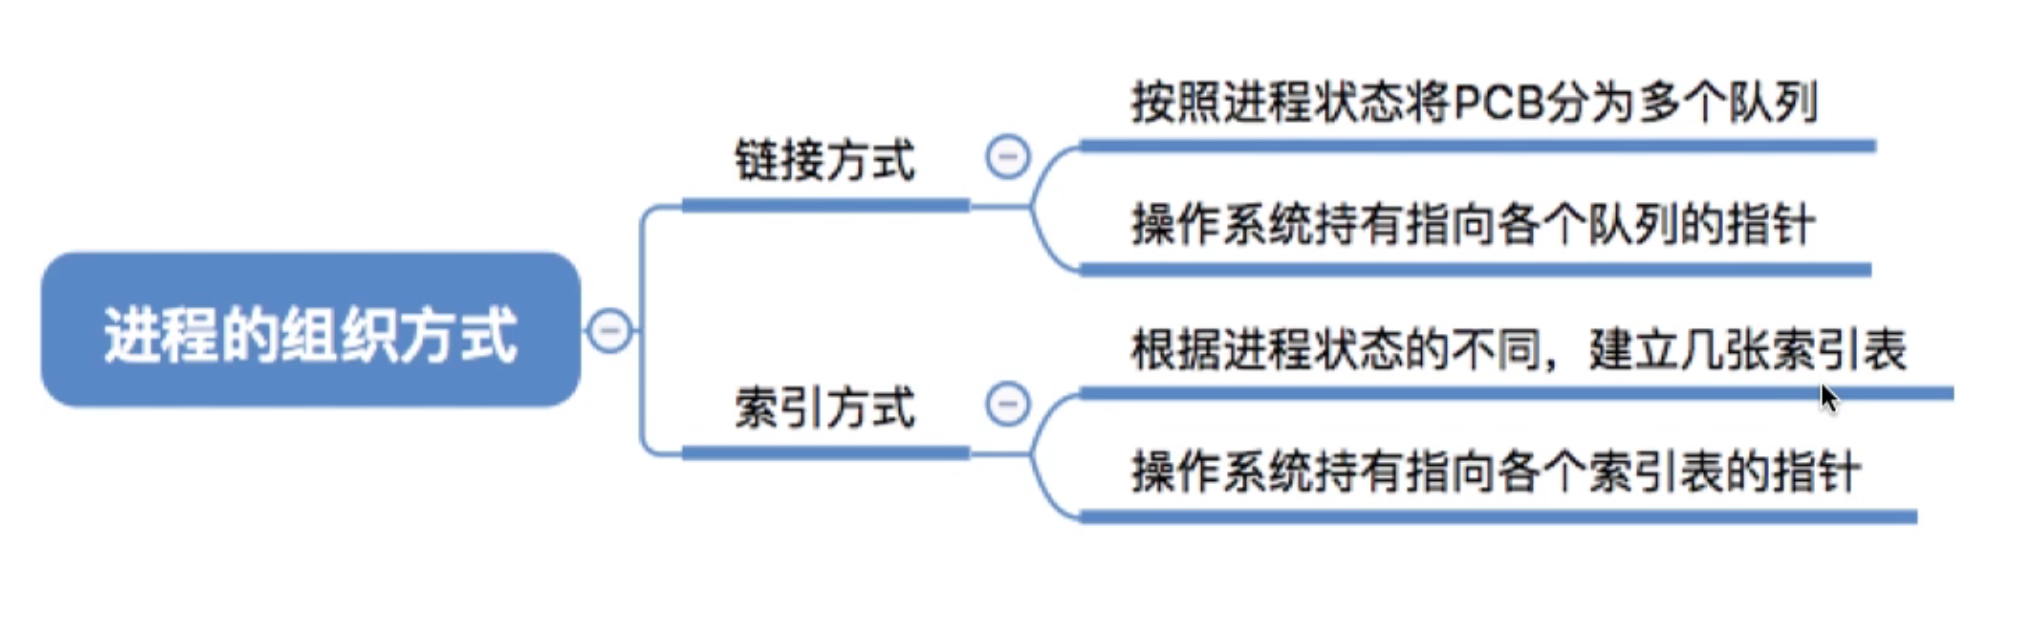 进程的组织方式
链接方式
按照进程状态将PCB分为多个队列
操作系统持有指向各个队列的指针
索引方式
根据进程状态的不同，建立几张索引表
操作系统持有指向各个索引表的指针